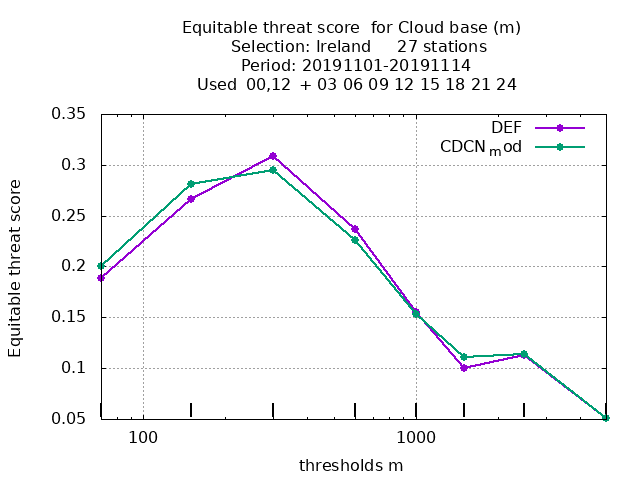 Equitable threat score  for Cloud base (m)
Selection: Ireland     27 stations
Period: 20191101-20191114
Used  00,12  + 03 06 09 12 15 18 21 24
DEF
CDCN_mod
0.35
0.3
0.25
0.2
0.15
0.1
0.05
Equitable threat score
100
1000
thresholds m